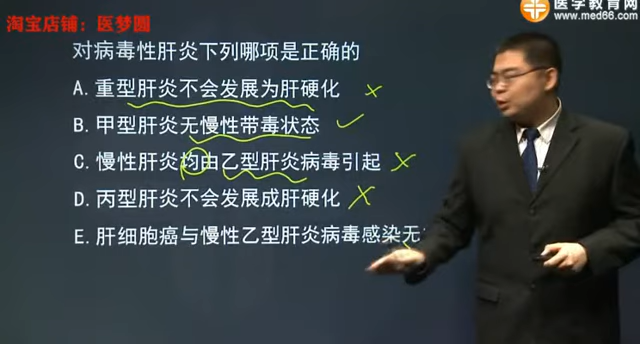 淘宝店铺：医梦圆
医学教育网
www.med66.com
对病毒性肝炎下列哪项是正确的
A. 重型肝炎不会发展为肝硬化
B. 甲型肝炎无慢性带毒状态
C. 慢性肝炎均由乙型肝炎病毒引起
D. 丙型肝炎不会发展成肝硬化
E. 肝细胞癌与慢性乙型肝炎病毒感染无